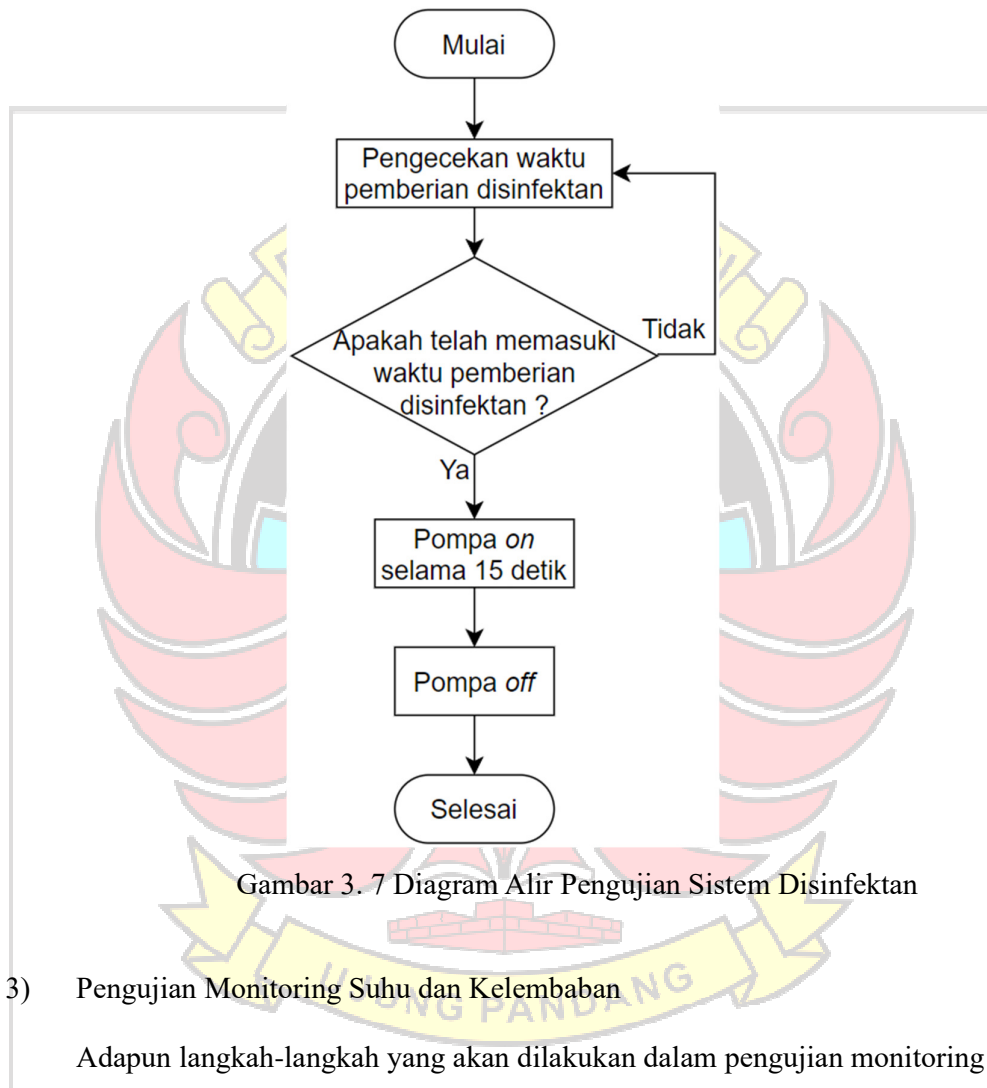 Mulai
Pengecekan waktu
pemberian disinfektan
Apakah telah memasuki
waktu pemberian
disinfektan ?
Tidak
Ya
Pompa on
selama 15 detik
Pompa off
Selesai
Gambar 3. 7 Diagram Alir Pengujian Sistem Disinfektan
3) Pengujian Monitoring Suhu dan Kelembaban
UJUNG PANDANG
Adapun langkah-langkah yang akan dilakukan dalam pengujian monitoring